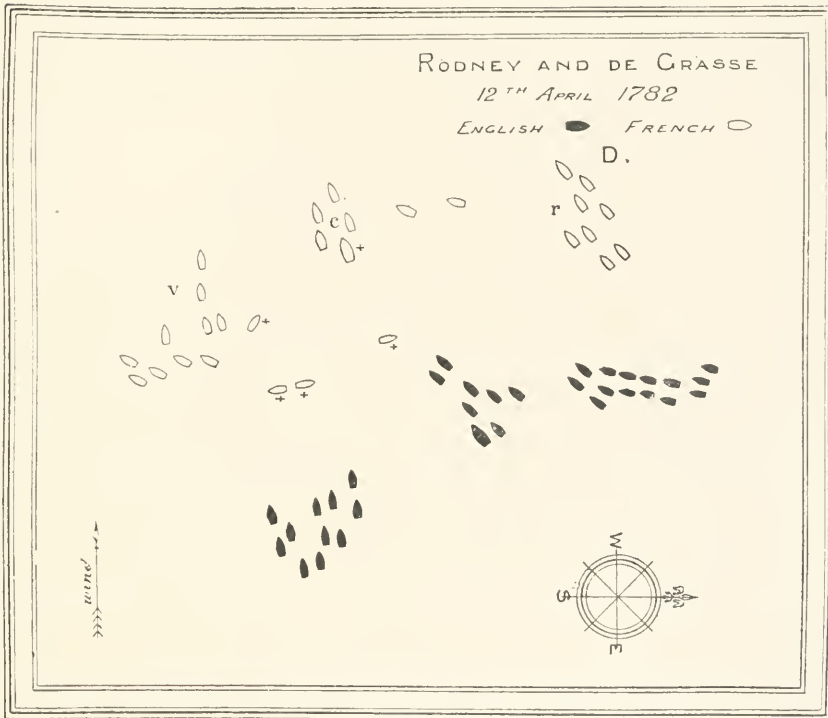 RODNEY AND DE GRASSE
12TH APRIL 1782
ENGLISH FRENCH
D.
r
c
+
v
+
+
+ +
wind
W
S
E